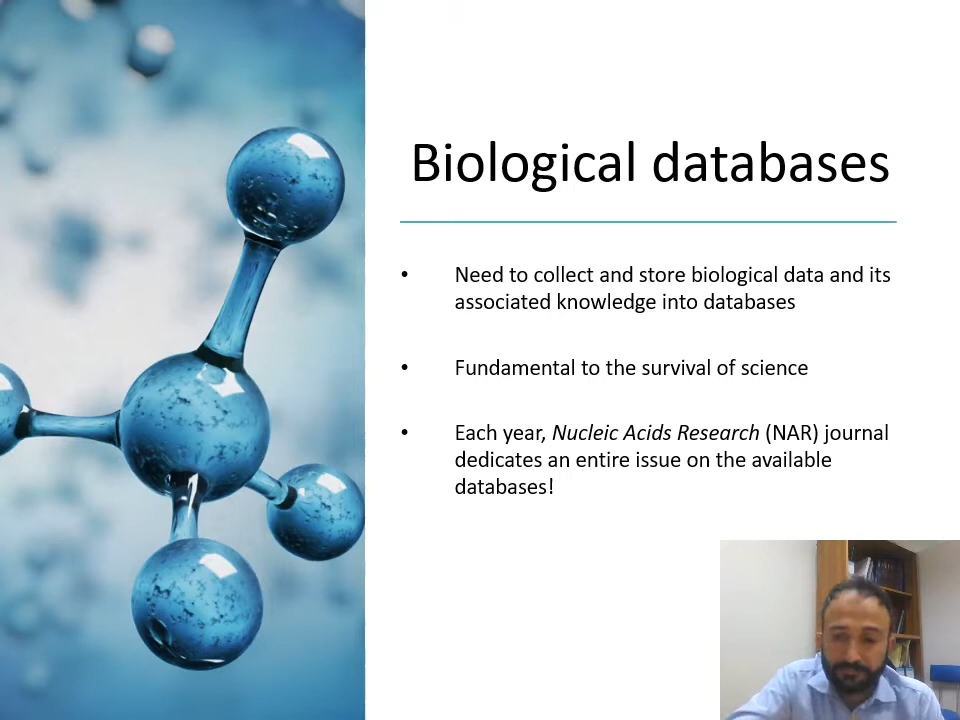 Biological databases
• Need to collect and store biological data and its
associated knowledge into databases
• Fundamental to the survival of science
• Each year, Nucleic Acids Research (NAR) journal
dedicates an entire issue on the available
databases!